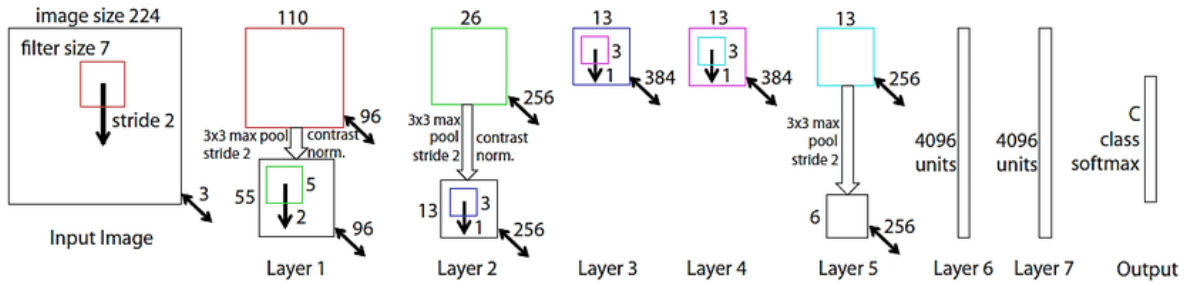 image size 224
filter size 7
stride 2
3
Input Image
110
96
3x3 max pool
stride 2
contrast
norm.
55
5
2
96
Layer 1
26
256
3x3 max
pool
stride 2
contrast
norm.
13
3
1
256
Layer 2
13
3
1
384
Layer 3
13
3
1
384
Layer 4
13
256
3x3 max
pool
stride 2
6
256
Layer 5
4096
units
Layer 6
4096
units
Layer 7
C
class
softmax
Output